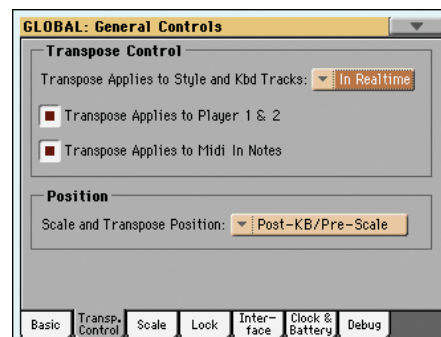 GLOBAL: General Controls
Transpose Control
Transpose Applies to Style and Kbd Tracks: In Realtime
Transpose Applies to Player 1 & 2
Transpose Applies to Midi In Notes
Position
Scale and Transpose Position: Post-KB/Pre-Scale
Basic Transp. Control Scale Lock Inter-face Clock & Battery Debug